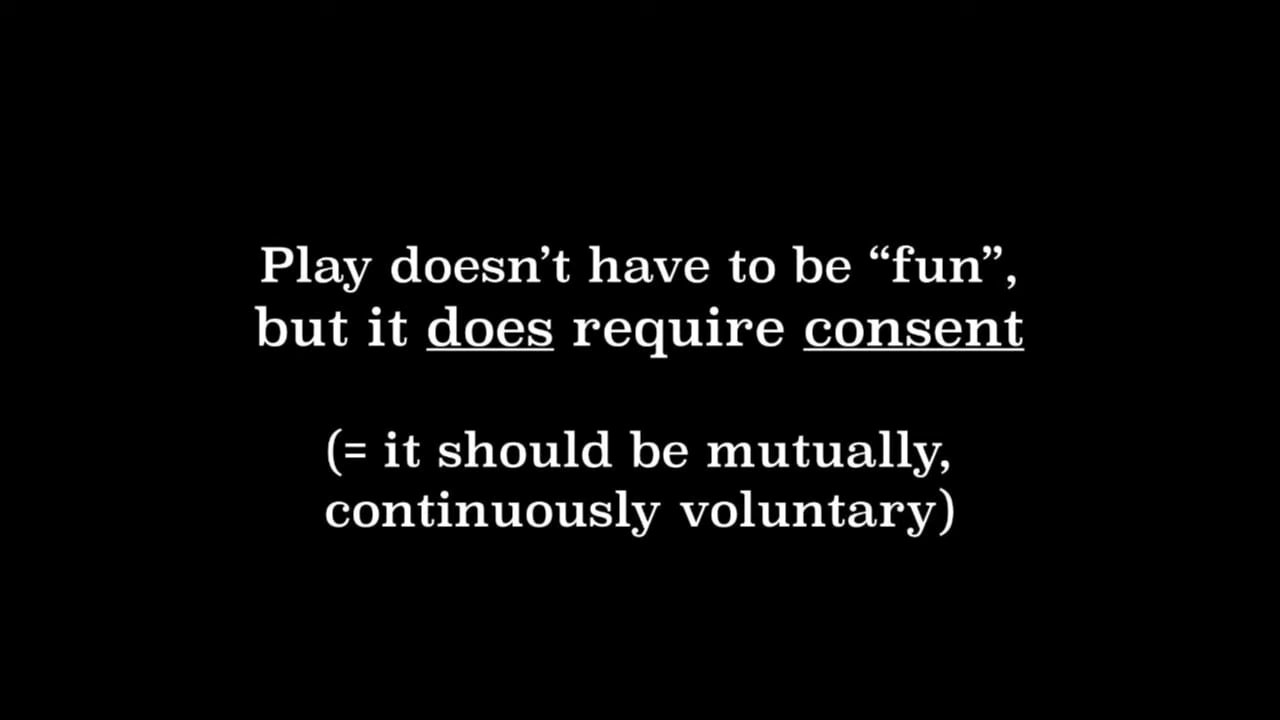 Play doesn’t have to be “fun”,
but it does require consent
(= it should be mutually,
continuously voluntary)